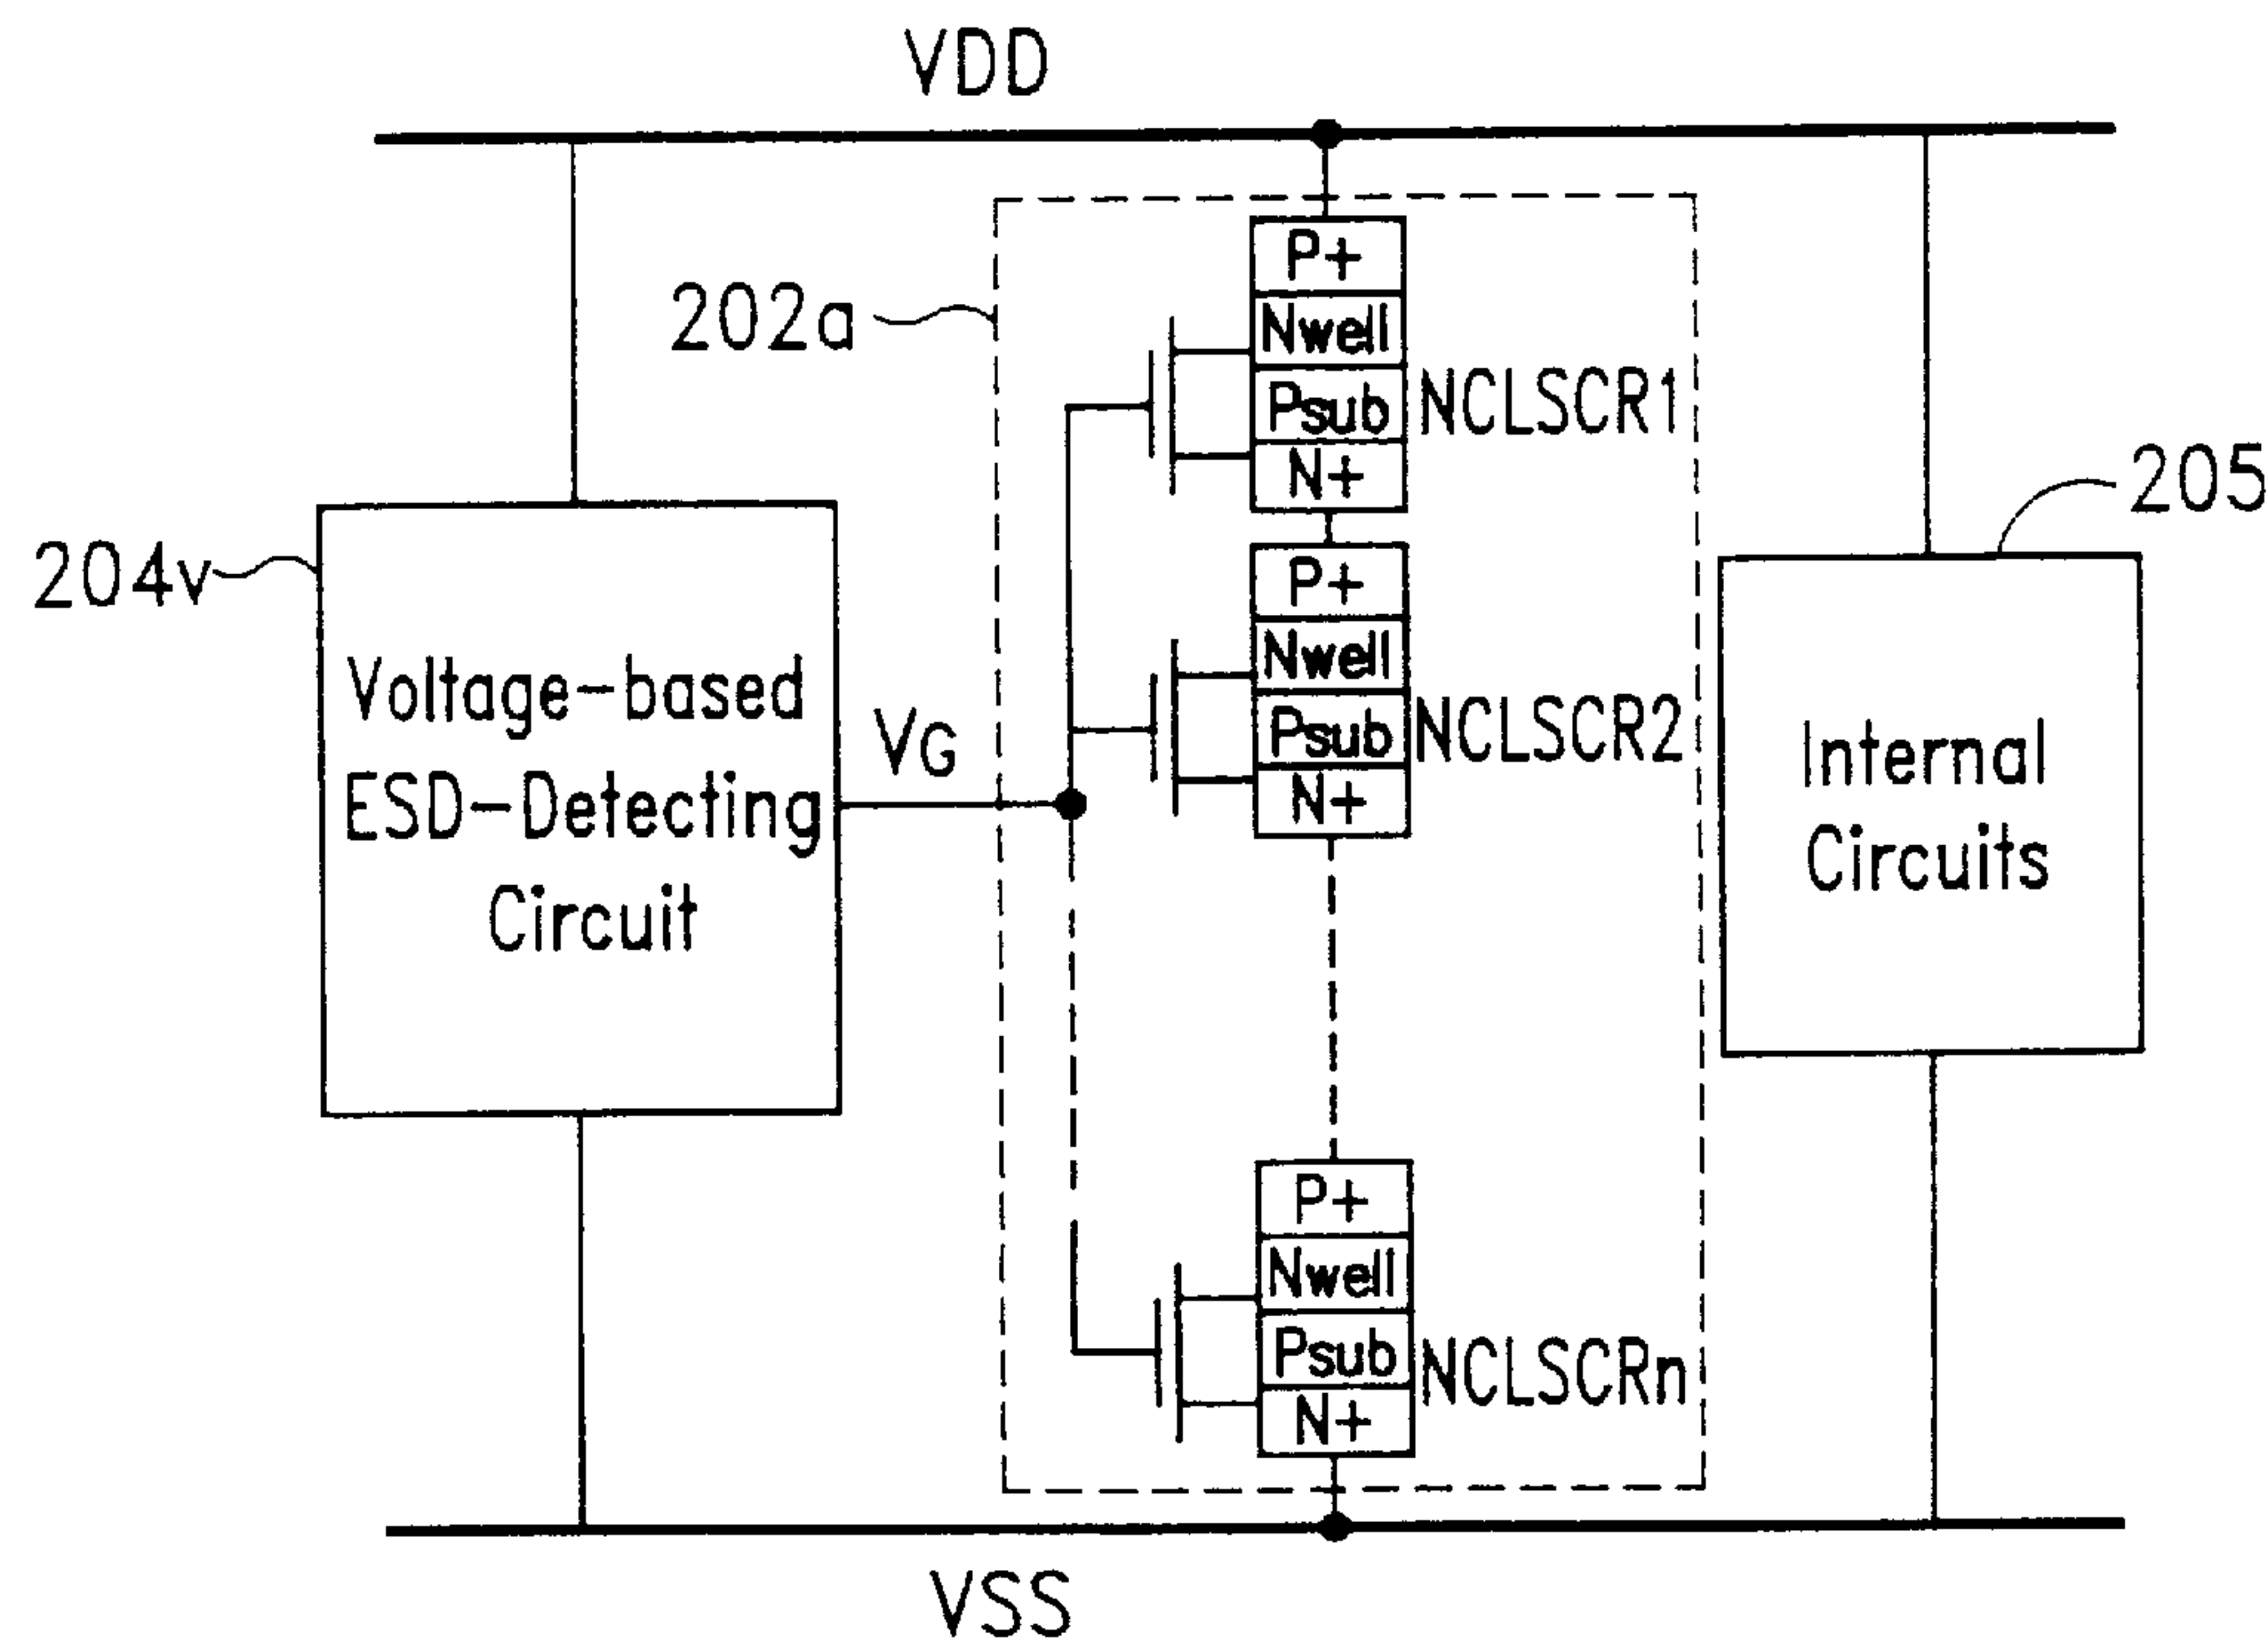 VDD
202a
P+
Nwell
Psub
N+
NCLSCR1
205
204v
Voltage-based
ESD-Detecting
Circuit
VG
P+
Nwell
Psub
N+
NCLSCR2
Internal
Circuits
P+
Nwell
Psub
N+
NCLSCRn
VSS